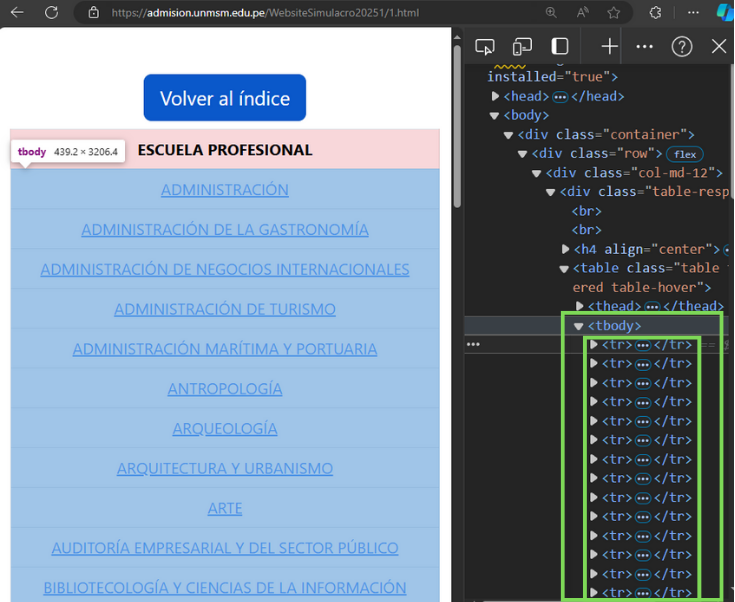 https://admision.unmsm.edu.pe/WebsiteSimulacro20251/1.html
Volver al índice
tbody 439.2 × 3206.4
ESCUELA PROFESIONAL
ADMINISTRACIÓN
ADMINISTRACIÓN DE LA GASTRONOMÍA
ADMINISTRACIÓN DE NEGOCIOS INTERNACIONALES
ADMINISTRACIÓN DE TURISMO
ADMINISTRACIÓN MARÍTIMA Y PORTUARIA
ANTROPOLOGÍA
ARQUEOLOGÍA
ARQUITECTURA Y URBANISMO
ARTE
AUDITORÍA EMPRESARIAL Y DEL SECTOR PÚBLICO
BIBLIOTECOLOGÍA Y CIENCIAS DE LA INFORMACIÓN
installed="true">
<head>…</head>
<body>
<div class="container">
<div class="row"> flex
<div class="col-md-12">
<div class="table-resp
<br>
<br>
<h4 align="center">
<table class="table
ered table-hover">
<thead>…</thead>
<tbody>
<tr>…</tr> ==
<tr>…</tr>
<tr>…</tr>
<tr>…</tr>
<tr>…</tr>
<tr>…</tr>
<tr>…</tr>
<tr>…</tr>
<tr>…</tr>
<tr>…</tr>
<tr>…</tr>
<tr>…</tr>
<tr>…</tr>
<tr>…</tr>